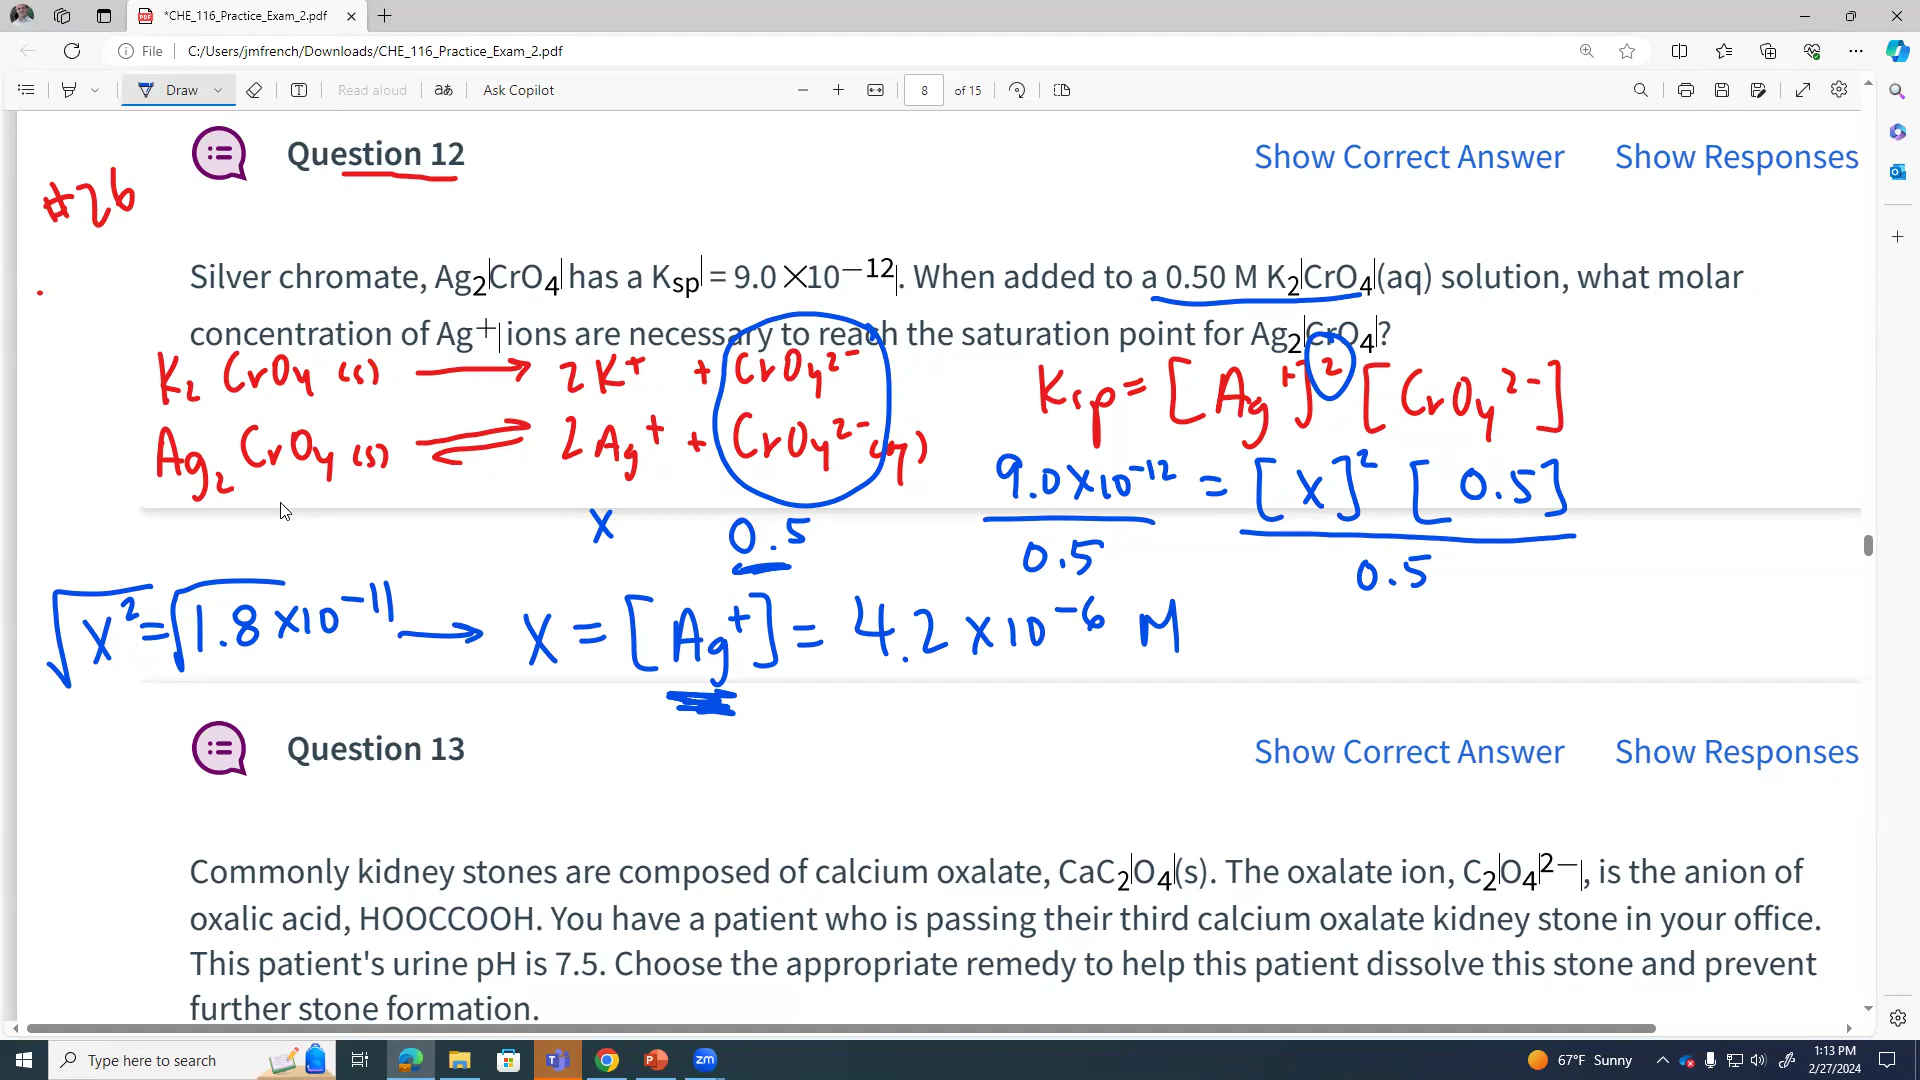 *CHE_116_Practice_Exam_2.pdf
File C:/Users/jmfrench/Downloads/CHE_116_Practice_Exam_2.pdf
Draw Read aloud aあ Ask Copilot 8 of 15
Question 12 Show Correct Answer Show Responses
#26
Silver chromate, Ag₂CrO₄ has a Ksp = 9.0 ×10⁻¹². When added to a 0.50 M K₂CrO₄(aq) solution, what molar
concentration of Ag⁺ ions are necessary to reach the saturation point for Ag₂CrO₄?
K₂ CrO₄ (s) → 2K⁺ + CrO₄²⁻ Ksp = [Ag⁺]² [CrO₄²⁻]
Ag₂ CrO₄ (s) ⇌ 2Ag⁺ + CrO₄²⁻
9.0×10⁻¹² = [x]² [0.5]
x 0.5 0.5 0.5
√x² = √1.8×10⁻¹¹ → x = [Ag⁺] = 4.2×10⁻⁶ M
Question 13 Show Correct Answer Show Responses
Commonly kidney stones are composed of calcium oxalate, CaC₂O₄(s). The oxalate ion, C₂O₄²⁻, is the anion of
oxalic acid, HOOCCOOH. You have a patient who is passing their third calcium oxalate kidney stone in your office.
This patient's urine pH is 7.5. Choose the appropriate remedy to help this patient dissolve this stone and prevent
further stone formation.
Type here to search zm 67°F Sunny 1:13 PM
2/27/2024